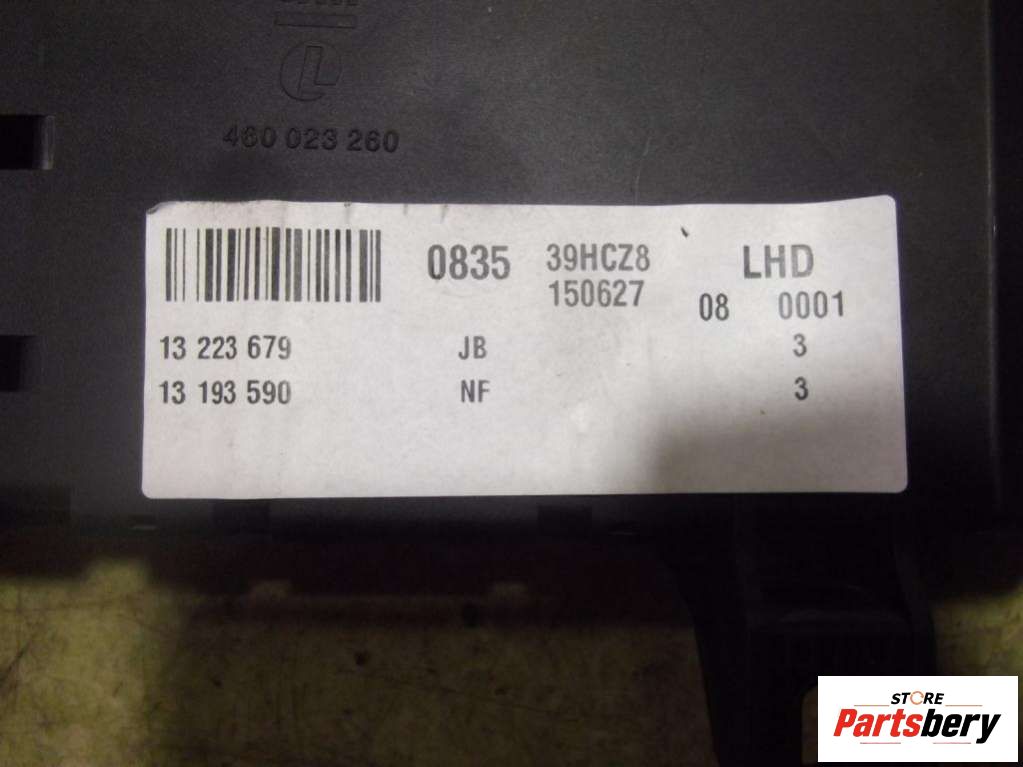 L
460 023 260
0835 39HCZ8 LHD
150627 08 0001
13 223 679 JB 3
13 193 590 NF 3
STORE
Partsbery